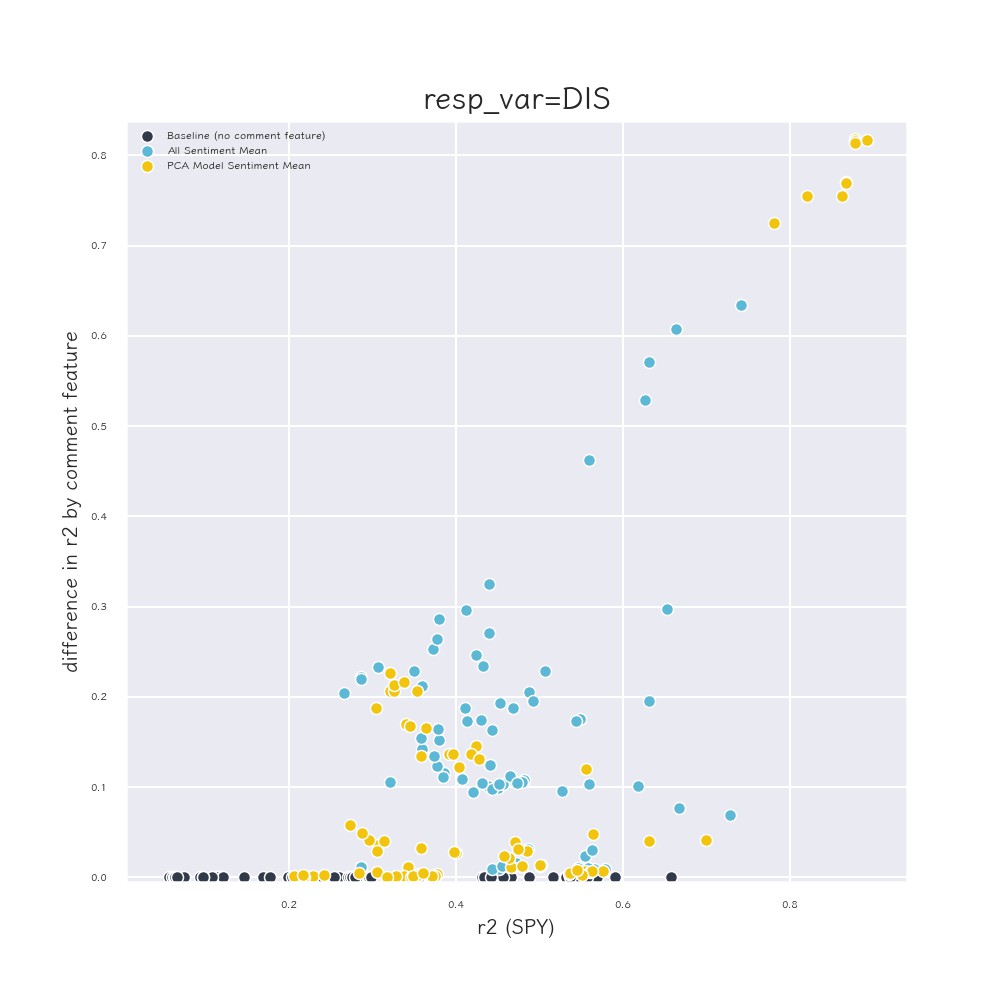 resp_var=DIS
Baseline (no comment feature)
All Sentiment Mean
PCA Model Sentiment Mean
difference in r2 by comment feature
0.8
0.7
0.6
0.5
0.4
0.3
0.2
0.1
0.0
0.2 0.4 0.6 0.8
r2 (SPY)